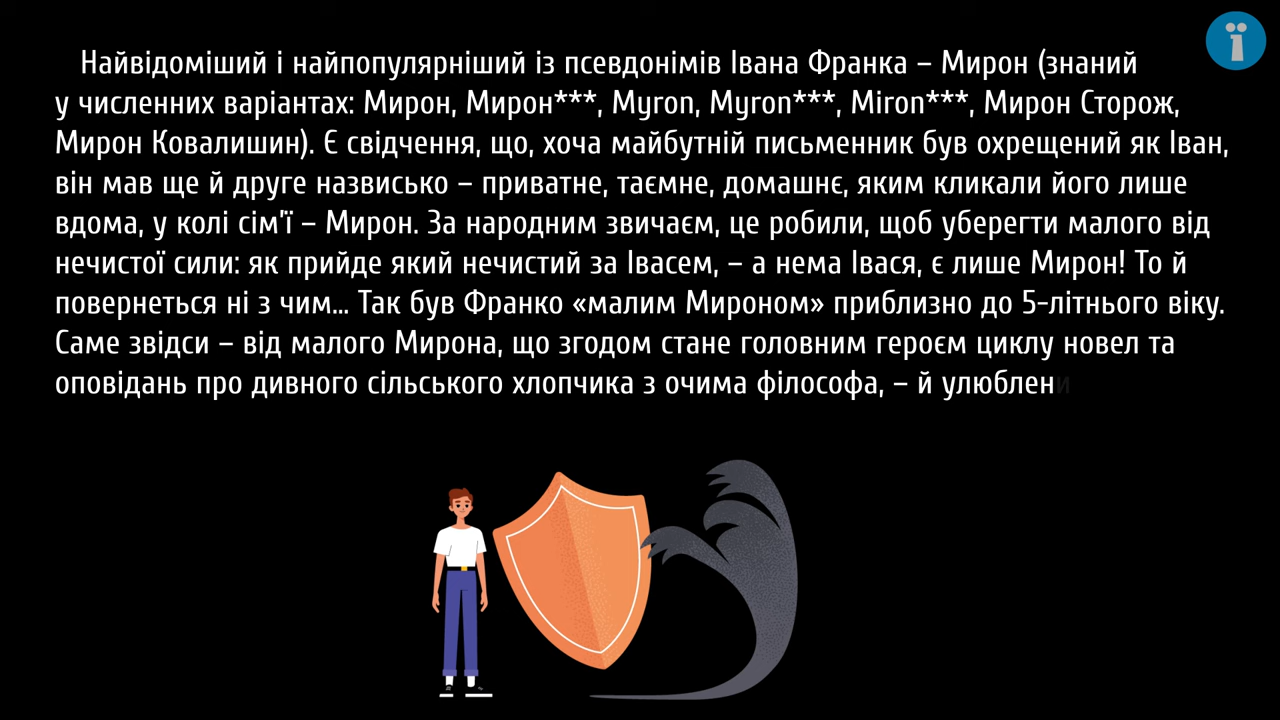 Найвідоміший і найпопулярніший із псевдонімів Івана Франка – Мирон (знаний
у численних варіантах: Мирон, Мирон***, Myron, Myron***, Miron***, Мирон Сторож,
Мирон Ковалишин). Є свідчення, що, хоча майбутній письменник був охрещений як Іван,
він мав ще й друге назвисько – приватне, таємне, домашнє, яким кликали його лише
вдома, у колі сім'ї – Мирон. За народним звичаєм, це робили, щоб уберегти малого від
нечистої сили: як прийде який нечистий за Івасем, – а нема Івася, є лише Мирон! То й
повернеться ні з чим... Так був Франко «малим Мироном» приблизно до 5-літнього віку.
Саме звідси – від малого Мирона, що згодом стане головним героєм циклу новел та
оповідань про дивного сільського хлопчика з очима філософа, – й улюблени
ї